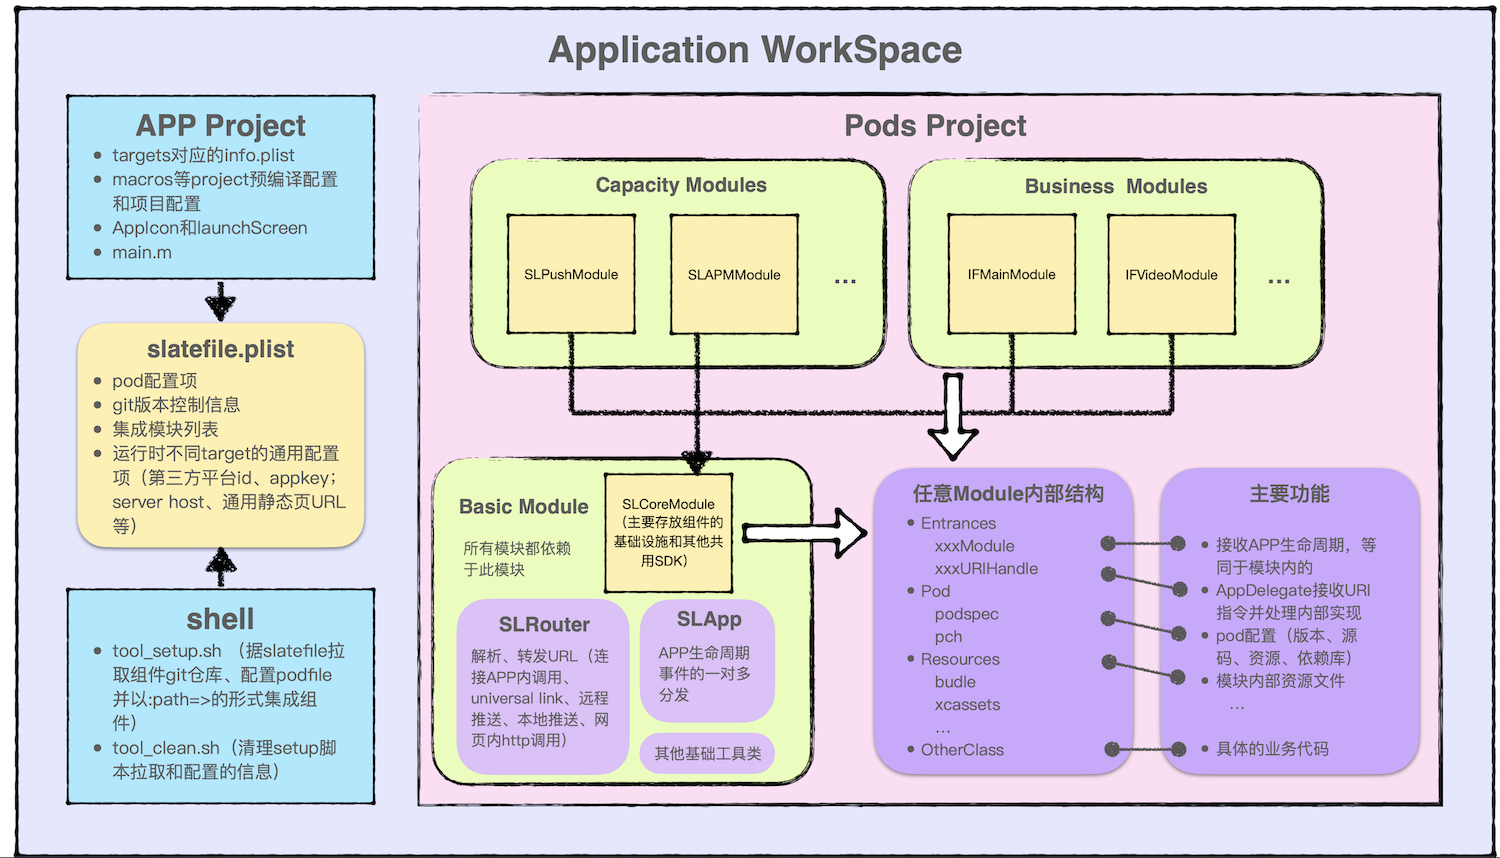 Application WorkSpace
APP Project
targets对应的info.plist
macros等project预编译配置
和项目配置
AppIcon和launchScreen
main.m
slatefile.plist
pod配置项
git版本控制信息
集成模块列表
运行时不同target的通用配置
项（第三方平台id、appkey；
server host、通用静态页URL
等）
shell
tool_setup.sh （据slatefile拉
取组件git仓库、配置podfile
并以:path=>的形式集成组
件）
tool_clean.sh（清理setup脚
本拉取和配置的信息）
Pods Project
Capacity Modules
SLPushModule
SLAPMModule
...
Business Modules
IFMainModule
IFVideoModule
...
Basic Module
所有模块都依赖
于此模块
SLCoreModule
（主要存放组件的
基础设施和其他共
用SDK）
SLRouter
解析、转发URL（连
接APP内调用、
universal link、远程
推送、本地推送、网
页内http调用）
SLApp
APP生命周期
事件的一对多
分发
其他基础工具类
任意Module内部结构
Entrances
xxxModule
xxxURIHandle
Pod
podspec
pch
Resources
budle
xcassets
...
OtherClass
主要功能
接收APP生命周期，等
同于模块内的
AppDelegate接收URI
指令并处理内部实现
pod配置（版本、源
码、资源、依赖库）
模块内部资源文件
...
具体的业务代码